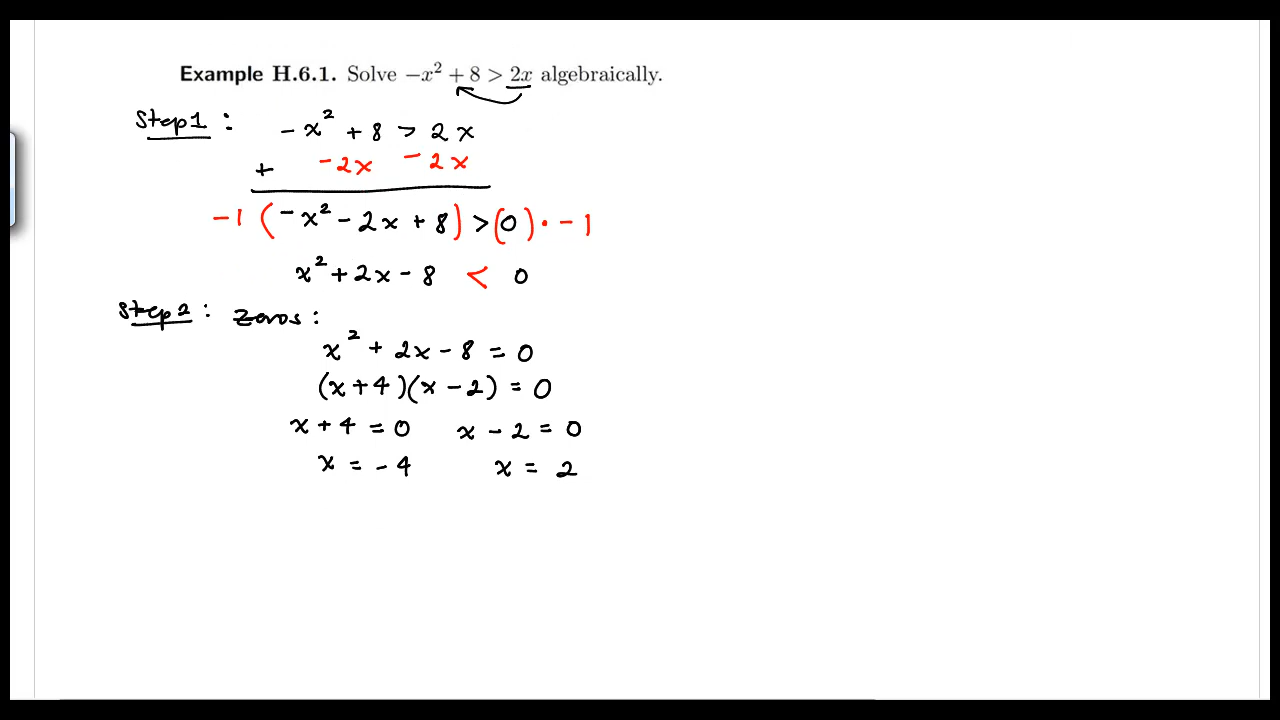 Example H.6.1. Solve −x² + 8 > 2x algebraically.
Step1 : − x² + 8 > 2x
+ −2x −2x
−1 ( −x² − 2x + 8 ) > (0) · −1
x² + 2x − 8 < 0
Step2 : Zeros :
x² + 2x − 8 = 0
(x + 4)(x − 2) = 0
x + 4 = 0 x − 2 = 0
x = −4 x = 2